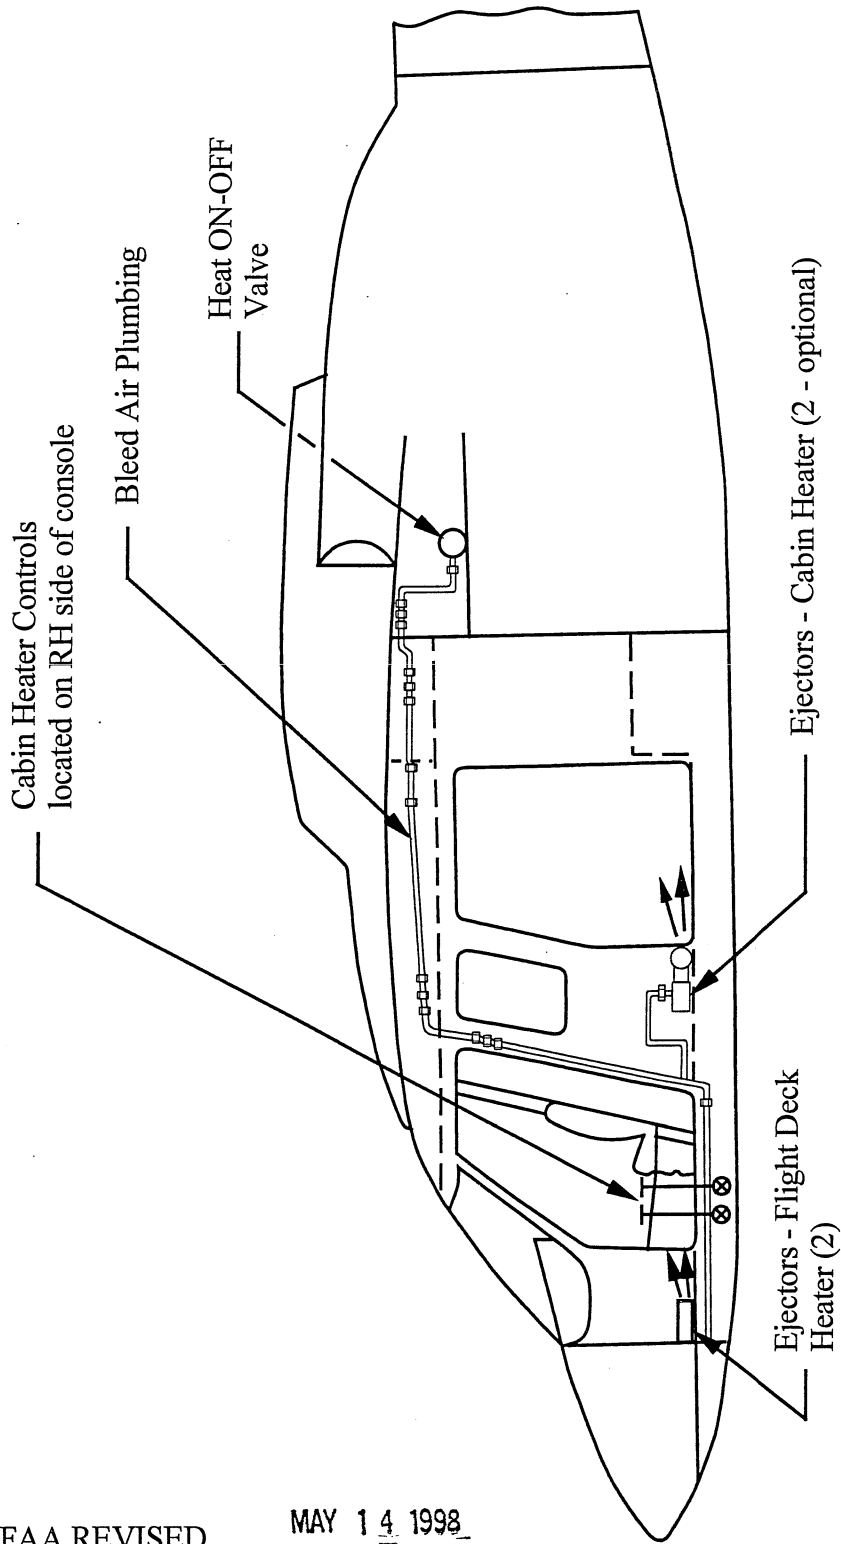 Cabin Heater Controls
located on RH side of console
Bleed Air Plumbing
Heat ON-OFF
Valve
Ejectors - Cabin Heater (2 - optional)
Ejectors - Flight Deck
Heater (2)
FAA REVISED
MAY 14 1998